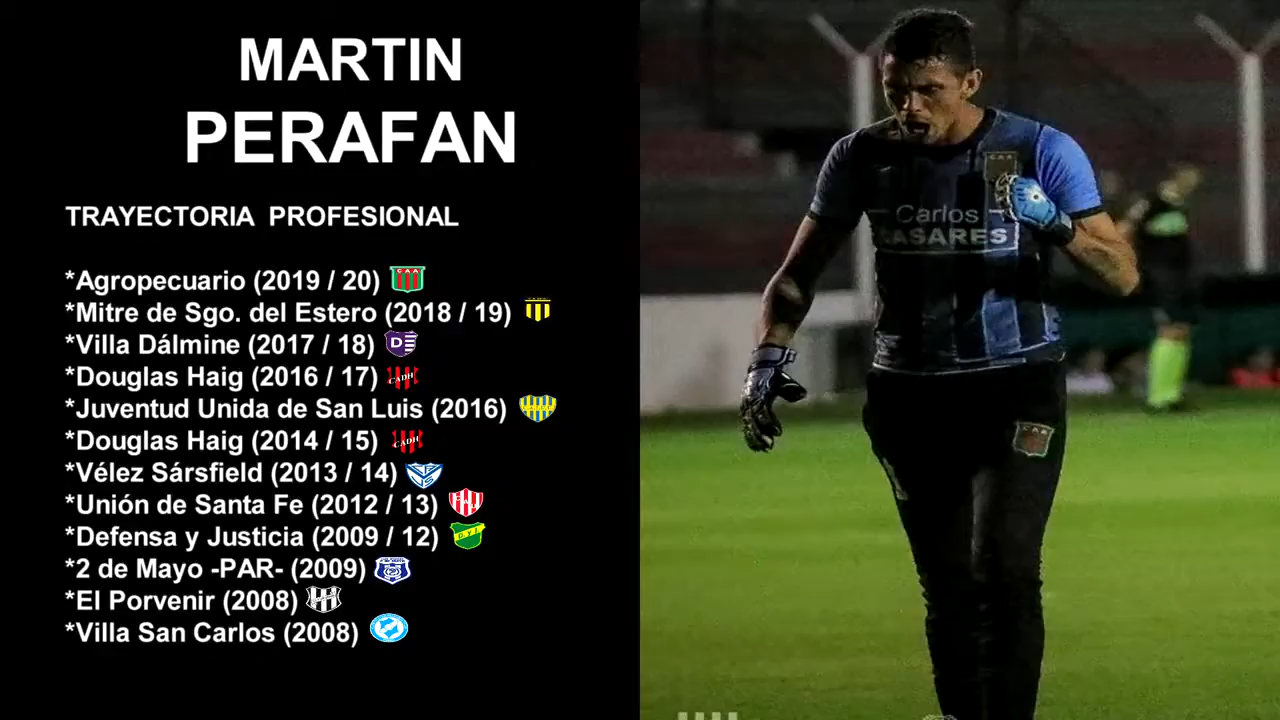 MARTIN
PERAFAN
TRAYECTORIA PROFESIONAL
*Agropecuario (2019 / 20)
*Mitre de Sgo. del Estero (2018 / 19)
*Villa Dálmine (2017 / 18)
*Douglas Haig (2016 / 17) CADH
*Juventud Unida de San Luis (2016)
*Douglas Haig (2014 / 15) CADH
*Vélez Sársfield (2013 / 14)
*Unión de Santa Fe (2012 / 13)
*Defensa y Justicia (2009 / 12)
*2 de Mayo -PAR- (2009)
*El Porvenir (2008)
*Villa San Carlos (2008)
Carlos
CASARES